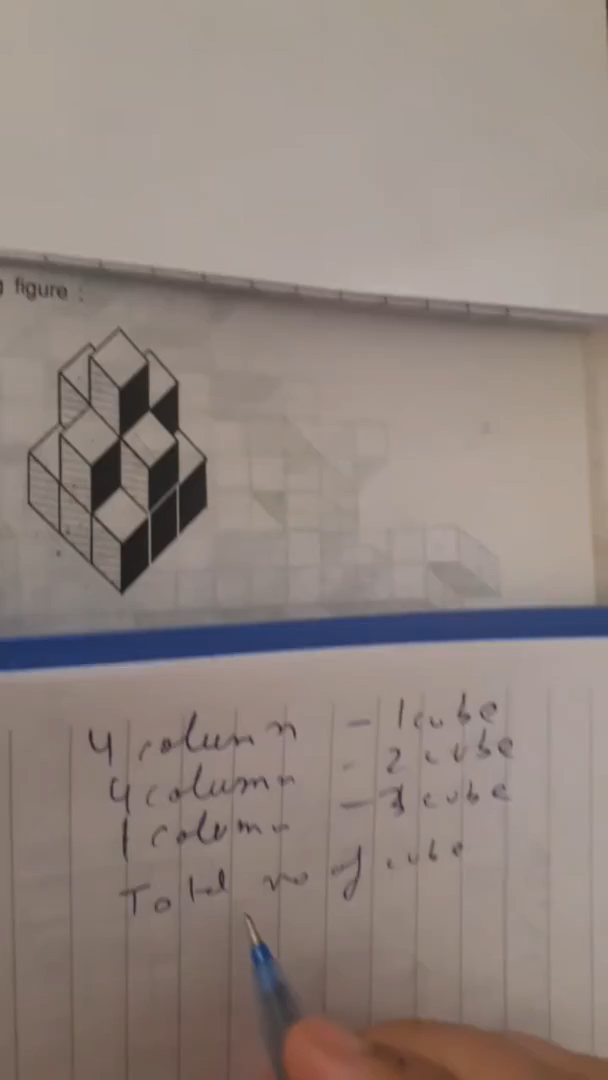 figure :
4 column - 1 cube
4 column - 2 cube
1 column - 3 cube
Total no of cube